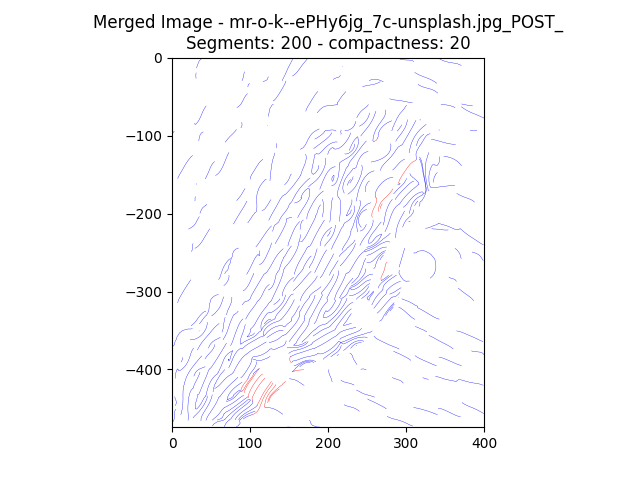 Merged Image - mr-o-k--ePHy6jg_7c-unsplash.jpg_POST_
Segments: 200 - compactness: 20
0
−100
−200
−300
−400
0 100 200 300 400